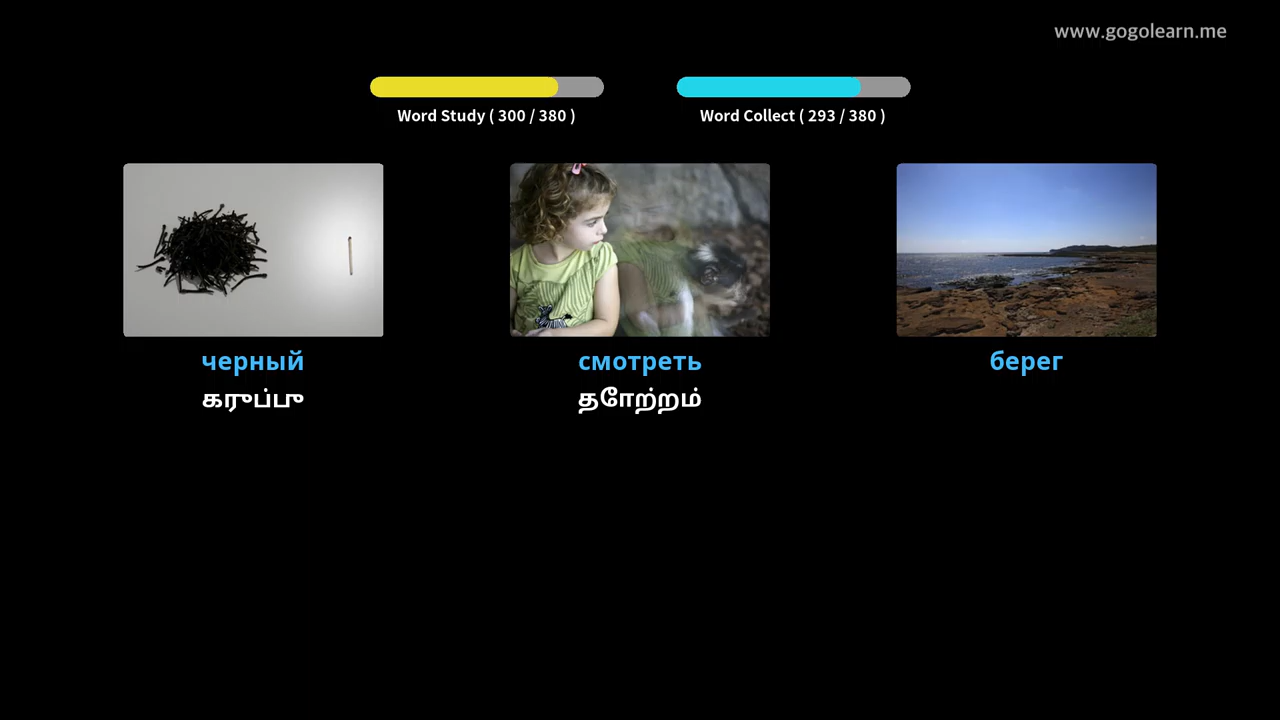 www.gogolearn.me
Word Study ( 300 / 380 )
Word Collect ( 293 / 380 )
черный
смотреть
берег
கருப்பு
தோற்றம்